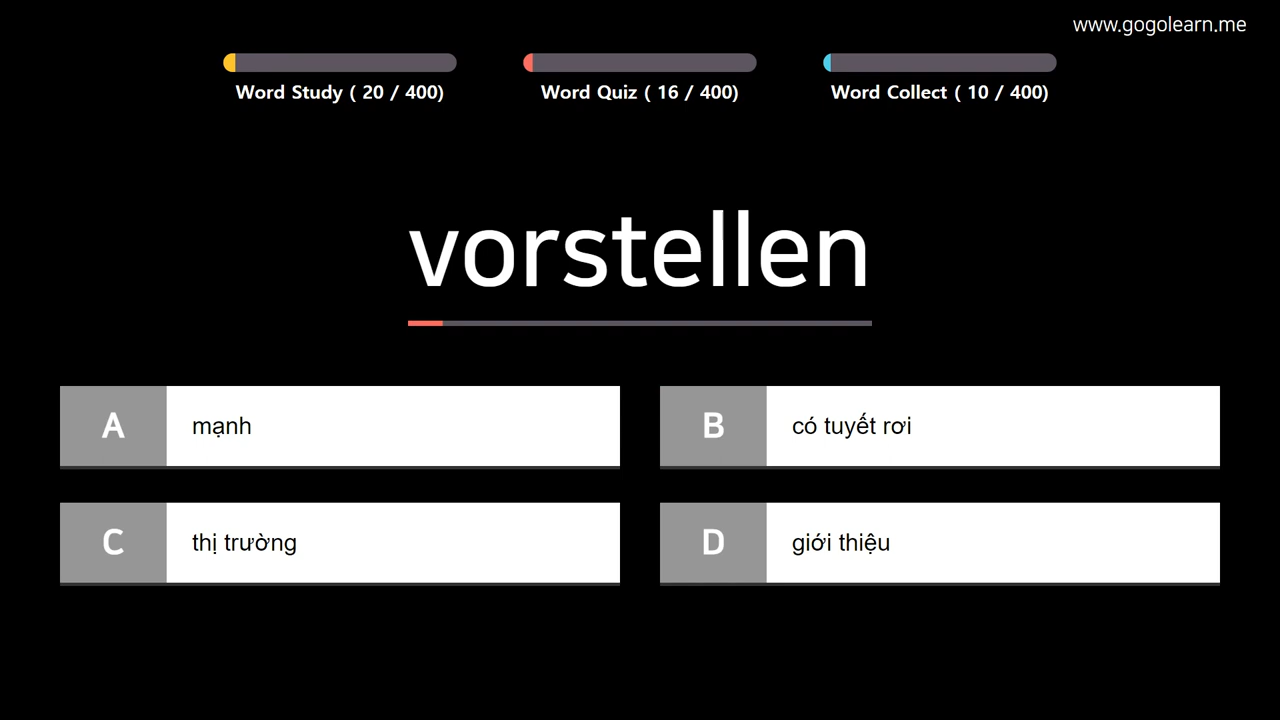 www.gogolearn.me
Word Study ( 20 / 400)
Word Quiz ( 16 / 400)
Word Collect ( 10 / 400)
vorstellen
A mạnh
B có tuyết rơi
C thị trường
D giới thiệu